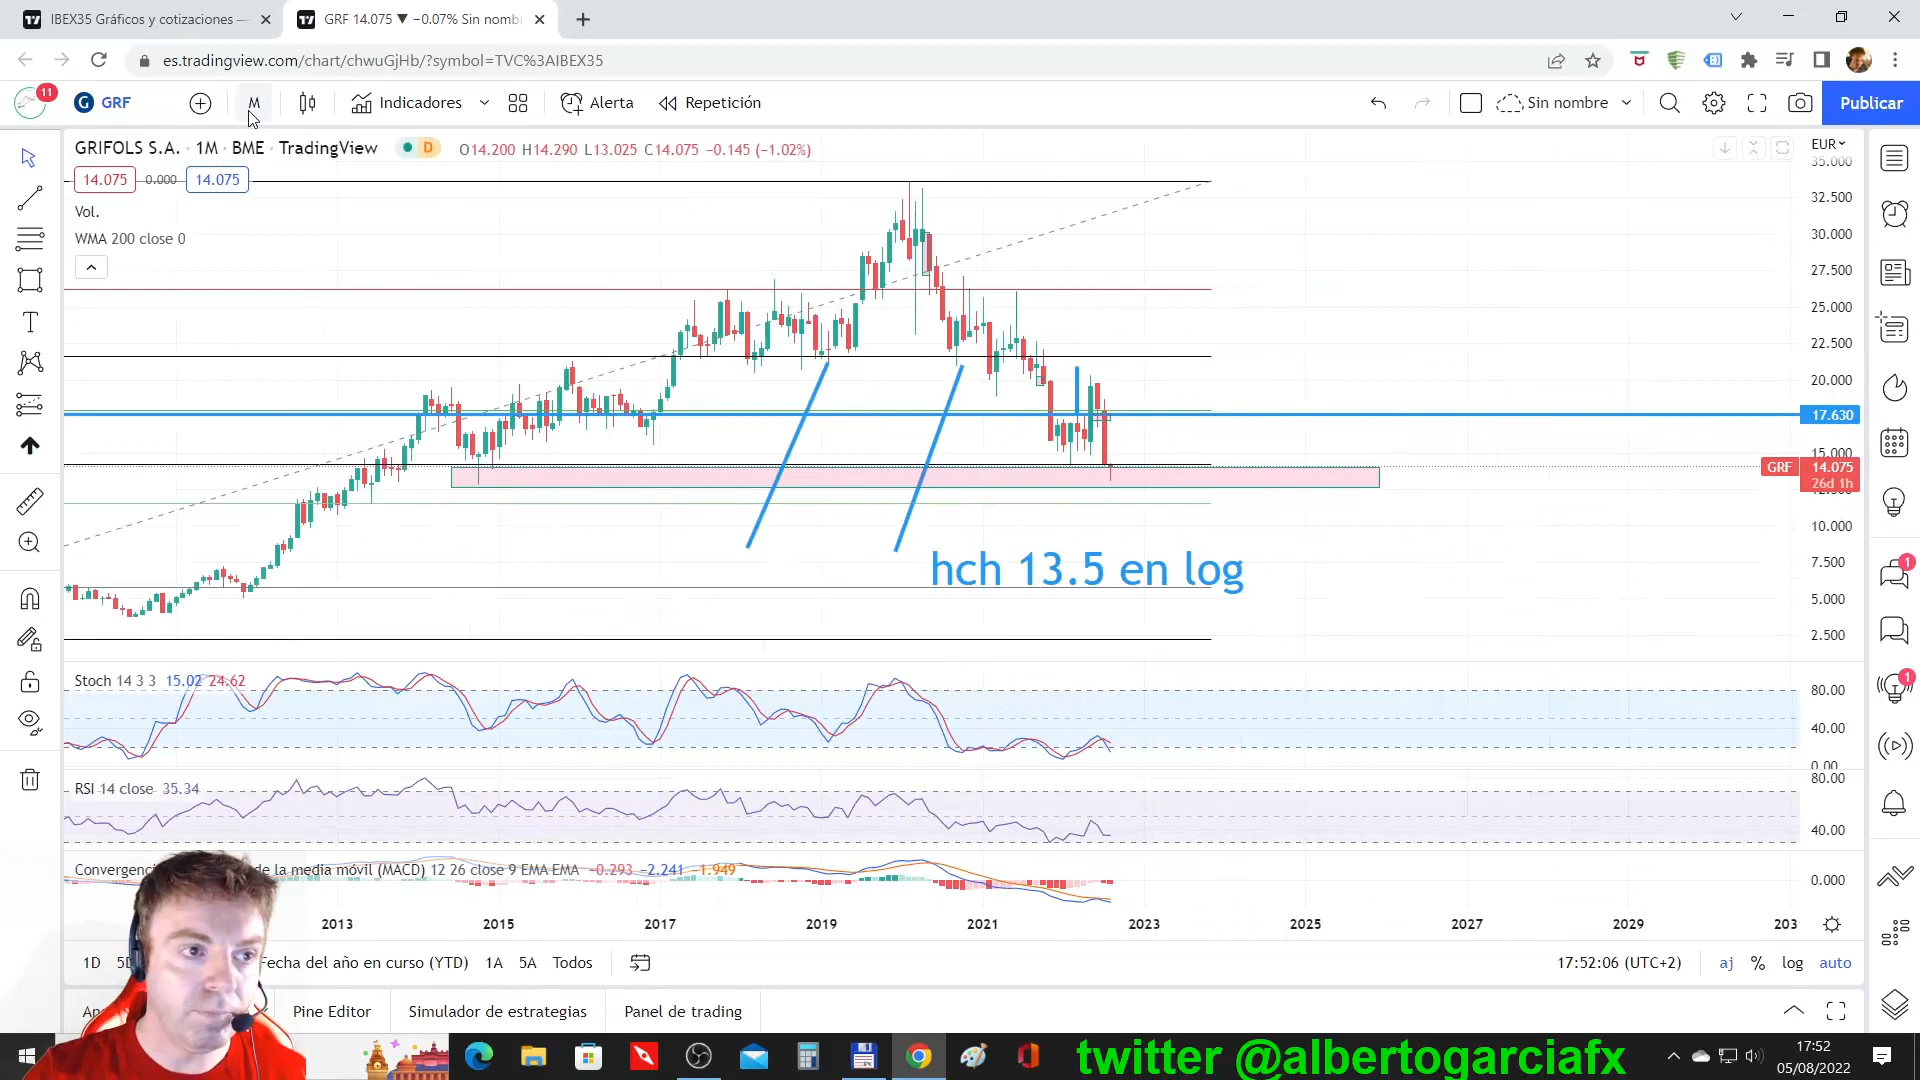 IBEX35 Gráficos y cotizaciones —
GRF 14.075 ▼ −0.07% Sin nombr
es.tradingview.com/chart/chwuGjHb/?symbol=TVC%3AIBEX35
11
GRF
M
Indicadores
Alerta
Repetición
Sin nombre
Publicar
GRIFOLS S.A. · 1M · BME · TradingView
D
O14.200 H14.290 L13.025 C14.075 −0.145 (−1.02%)
EUR
14.075
0.000
14.075
Vol.
WMA 200 close 0
35.000
32.500
30.000
27.500
25.000
22.500
20.000
17.630
15.000
GRF 14.075
26d 1h
10.000
7.500
5.000
2.500
hch 13.5 en log
Stoch 14 3 3 15.02 24.62
80.00
40.00
0.00
RSI 14 close 35.34
80.00
40.00
de la media móvil (MACD) 12 26 close 9 EMA EMA −0.293 −2.241 −1.949
0.000
2013
2015
2017
2019
2021
2023
2025
2027
2029
203
1D
Fecha del año en curso (YTD)
1A
5A
Todos
17:52:06 (UTC+2)
aj
%
log
auto
Pine Editor
Simulador de estrategias
Panel de trading
1
1
twitter @albertogarciafx
17:52
05/08/2022